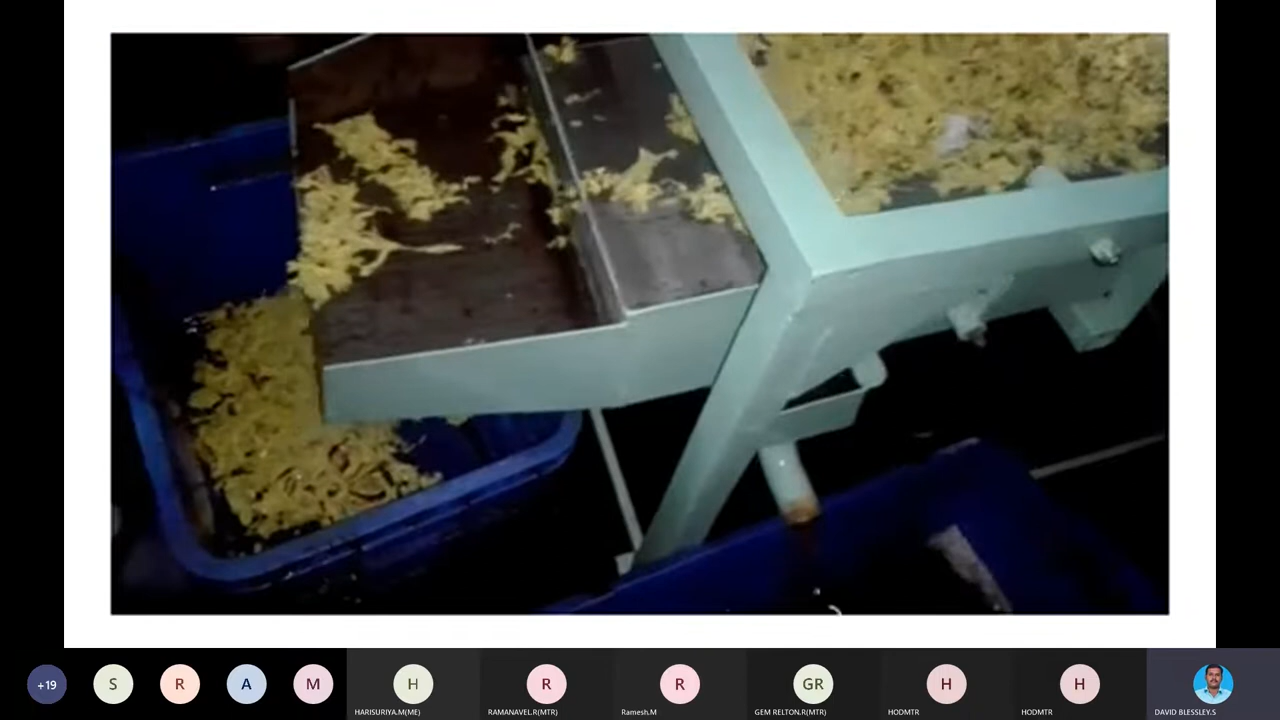 +19
S
R
A
M
H
R
R
GR
H
H
HARISURIYA.M(ME)
RAMANAVEL.R(MTR)
Ramesh.M
GEM RELTON.R(MTR)
HODMTR
HODMTR
DAVID BLESSLEY.S